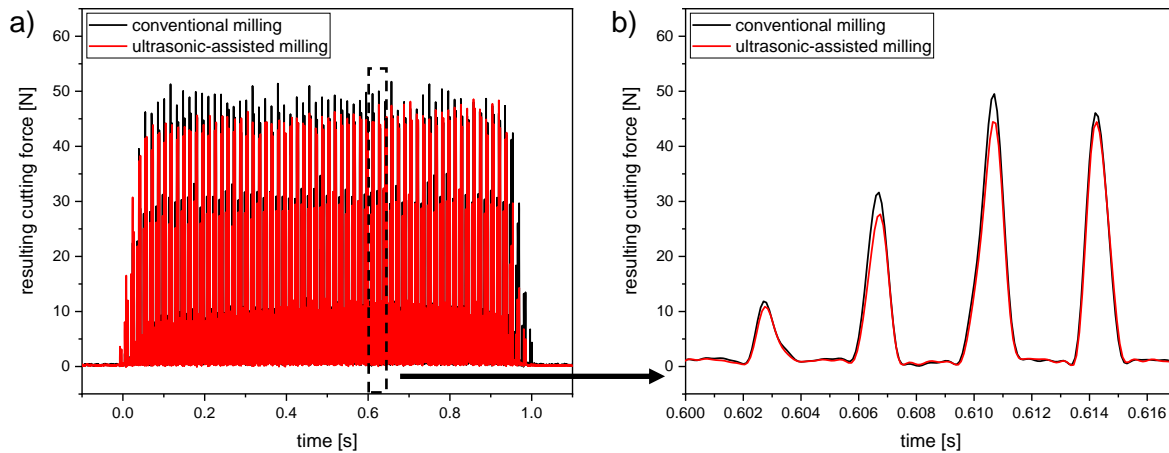 a)
conventional milling
ultrasonic-assisted milling
resulting cutting force [N]
60
50
40
30
20
10
0
0.0 0.2 0.4 0.6 0.8 1.0
time [s]
b)
conventional milling
ultrasonic-assisted milling
resulting cutting force [N]
60
50
40
30
20
10
0
0.600 0.602 0.604 0.606 0.608 0.610 0.612 0.614 0.616
time [s]